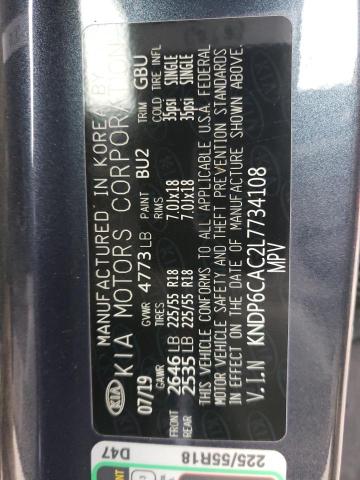 MANUFACTURED IN KOREA BY
KIA KIA MOTORS CORPORATION
07/19 GVWR 4773 LB PAINT BU2 TRIM GBU
GAWR TIRES RIMS COLD TIRE INFL
FRONT 2646 LB 225/55 R18 7.0Jx18 35PSI SINGLE
REAR 2535 LB 225/55 R18 7.0Jx18 35PSI SINGLE
THIS VEHICLE CONFORMS TO ALL APPLICABLE U.S.A. FEDERAL
MOTOR VEHICLE SAFETY AND THEFT PREVENTION STANDARDS
IN EFFECT ON THE DATE OF MANUFACTURE SHOWN ABOVE.
V.I.N KNDP6CAC2L7734108
MPV
D47 225/55R18